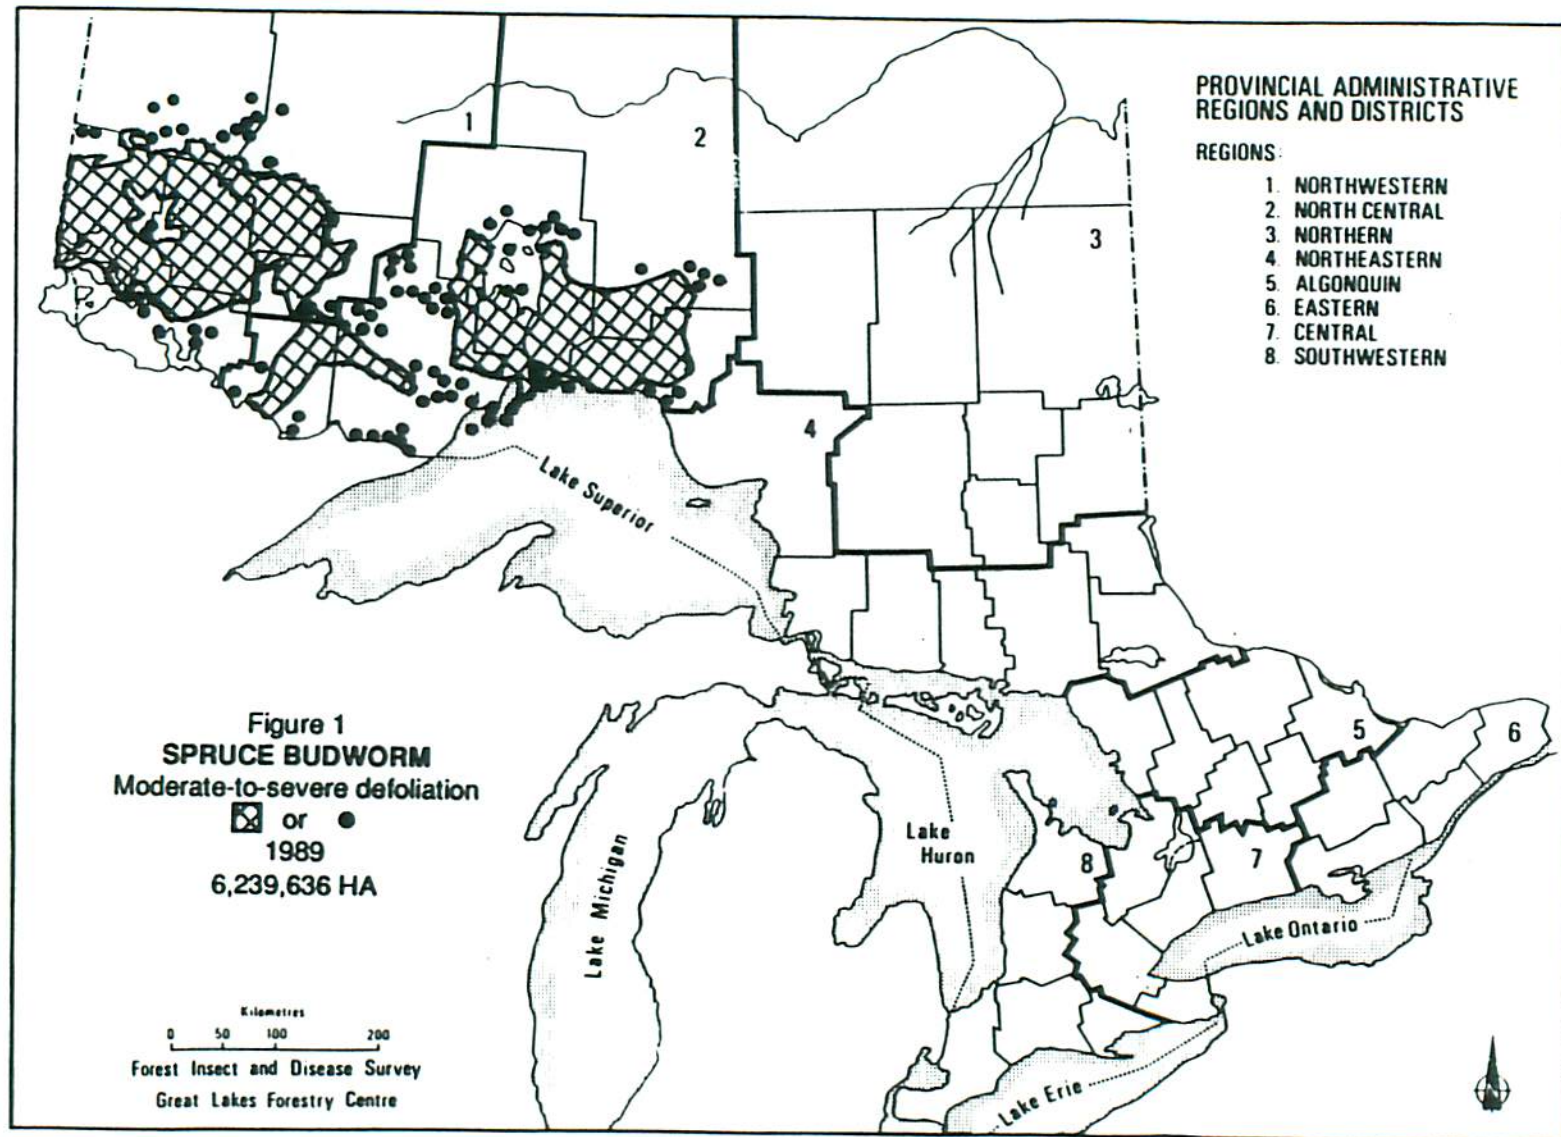 PROVINCIAL ADMINISTRATIVE
REGIONS AND DISTRICTS
REGIONS:
1. NORTHWESTERN
2. NORTH CENTRAL
3. NORTHERN
4. NORTHEASTERN
5. ALGONQUIN
6. EASTERN
7. CENTRAL
8. SOUTHWESTERN
1
2
3
4
5
6
7
8
Lake Superior
Lake Michigan
Lake
Huron
Lake Ontario
Lake Erie
Figure 1
SPRUCE BUDWORM
Moderate-to-severe defoliation
or
1989
6,239,636 HA
Kilometres
0 50 100 200
Forest Insect and Disease Survey
Great Lakes Forestry Centre